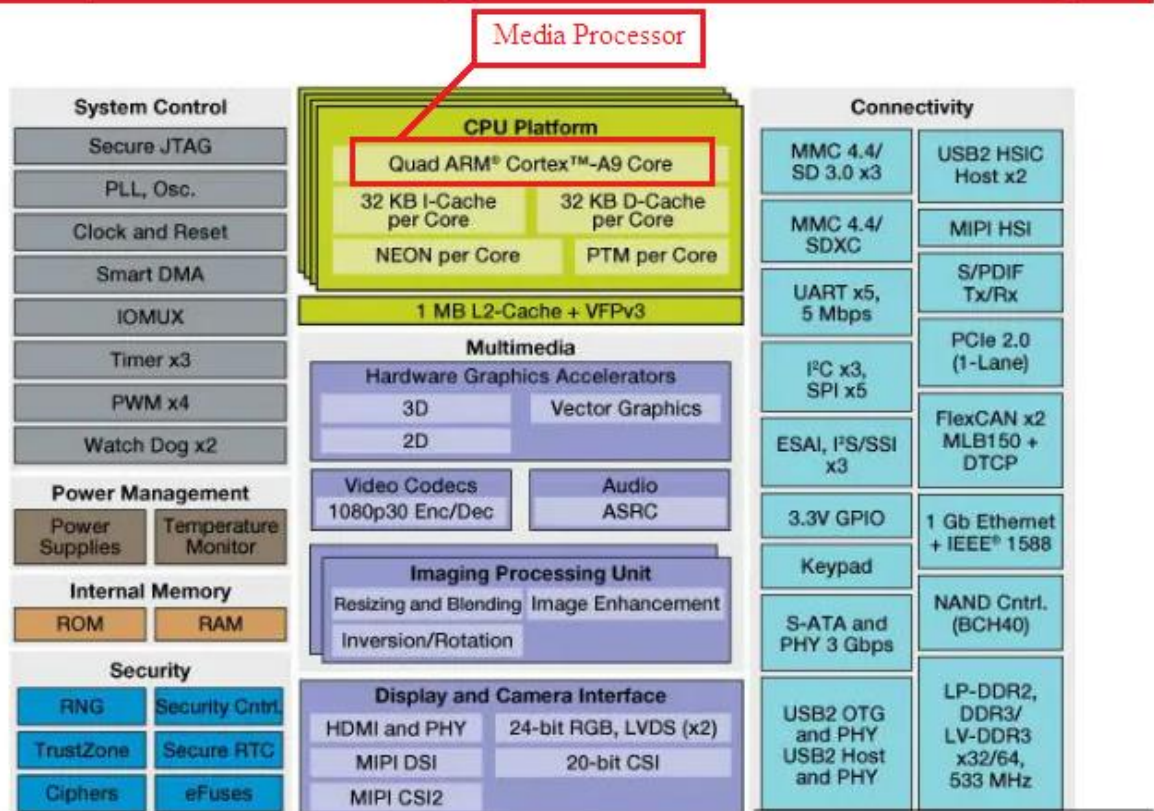 Media Processor
System Control
Secure JTAG
PLL, Osc.
Clock and Reset
Smart DMA
IOMUX
Timer x3
PWM x4
Watch Dog x2
Power Management
Power
Supplies
Temperature
Monitor
Internal Memory
ROM
RAM
Security
RNG
Security Cntrl.
TrustZone
Secure RTC
Ciphers
eFuses
CPU Platform
Quad ARM® Cortex™-A9 Core
32 KB I-Cache
per Core
32 KB D-Cache
per Core
NEON per Core
PTM per Core
1 MB L2-Cache + VFPv3
Multimedia
Hardware Graphics Accelerators
3D
Vector Graphics
2D
Video Codecs
1080p30 Enc/Dec
Audio
ASRC
Imaging Processing Unit
Resizing and Blending
Image Enhancement
Inversion/Rotation
Display and Camera Interface
HDMI and PHY
24-bit RGB, LVDS (x2)
MIPI DSI
20-bit CSI
MIPI CSI2
Connectivity
MMC 4.4/
SD 3.0 x3
MMC 4.4/
SDXC
UART x5,
5 Mbps
I²C x3,
SPI x5
ESAI, I²S/SSI
x3
3.3V GPIO
Keypad
S-ATA and
PHY 3 Gbps
USB2 OTG
and PHY
USB2 Host
and PHY
USB2 HSIC
Host x2
MIPI HSI
S/PDIF
Tx/Rx
PCIe 2.0
(1-Lane)
FlexCAN x2
MLB150 +
DTCP
1 Gb Ethernet
+ IEEE® 1588
NAND Cntrl.
(BCH40)
LP-DDR2,
DDR3/
LV-DDR3
x32/64,
533 MHz